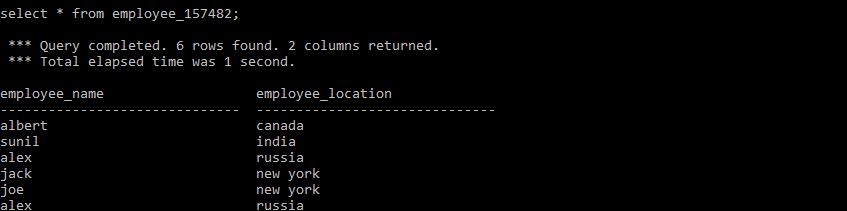 select * from employee_157482;
*** Query completed. 6 rows found. 2 columns returned.
*** Total elapsed time was 1 second.
employee_name employee_location
------------------------------ ------------------------------
albert canada
sunil india
alex russia
jack new york
joe new york
alex russia